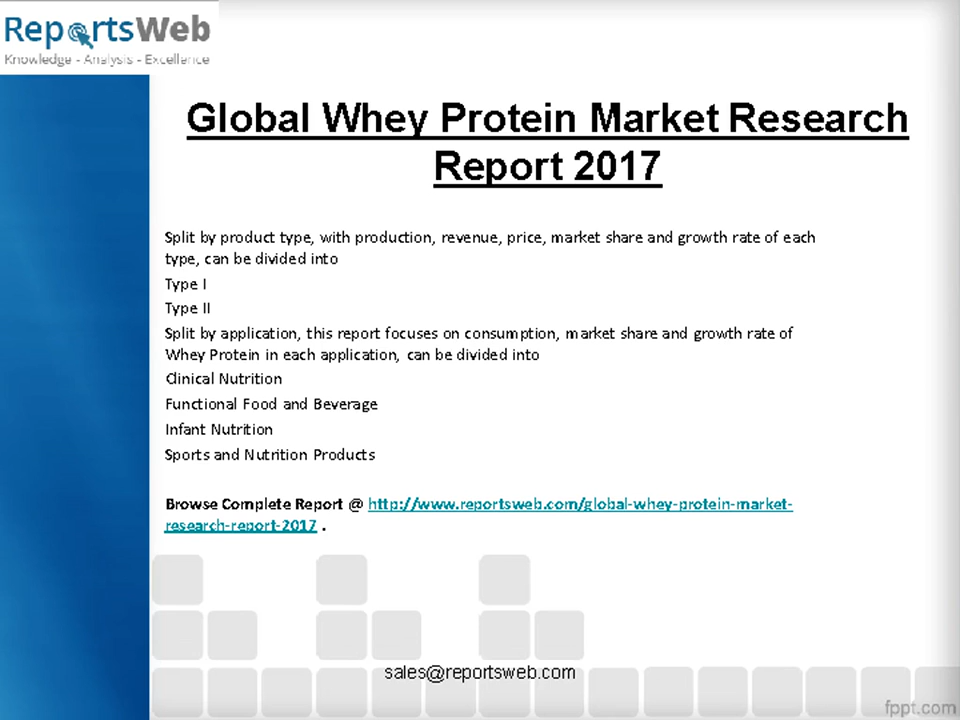 ReportsWeb
Knowledge - Analysis - Excellence
Global Whey Protein Market Research
Report 2017
Split by product type, with production, revenue, price, market share and growth rate of each
type, can be divided into
Type I
Type II
Split by application, this report focuses on consumption, market share and growth rate of
Whey Protein in each application, can be divided into
Clinical Nutrition
Functional Food and Beverage
Infant Nutrition
Sports and Nutrition Products
Browse Complete Report @ http://www.reportsweb.com/global-whey-protein-market-
research-report-2017 .
sales@reportsweb.com
fppt.com